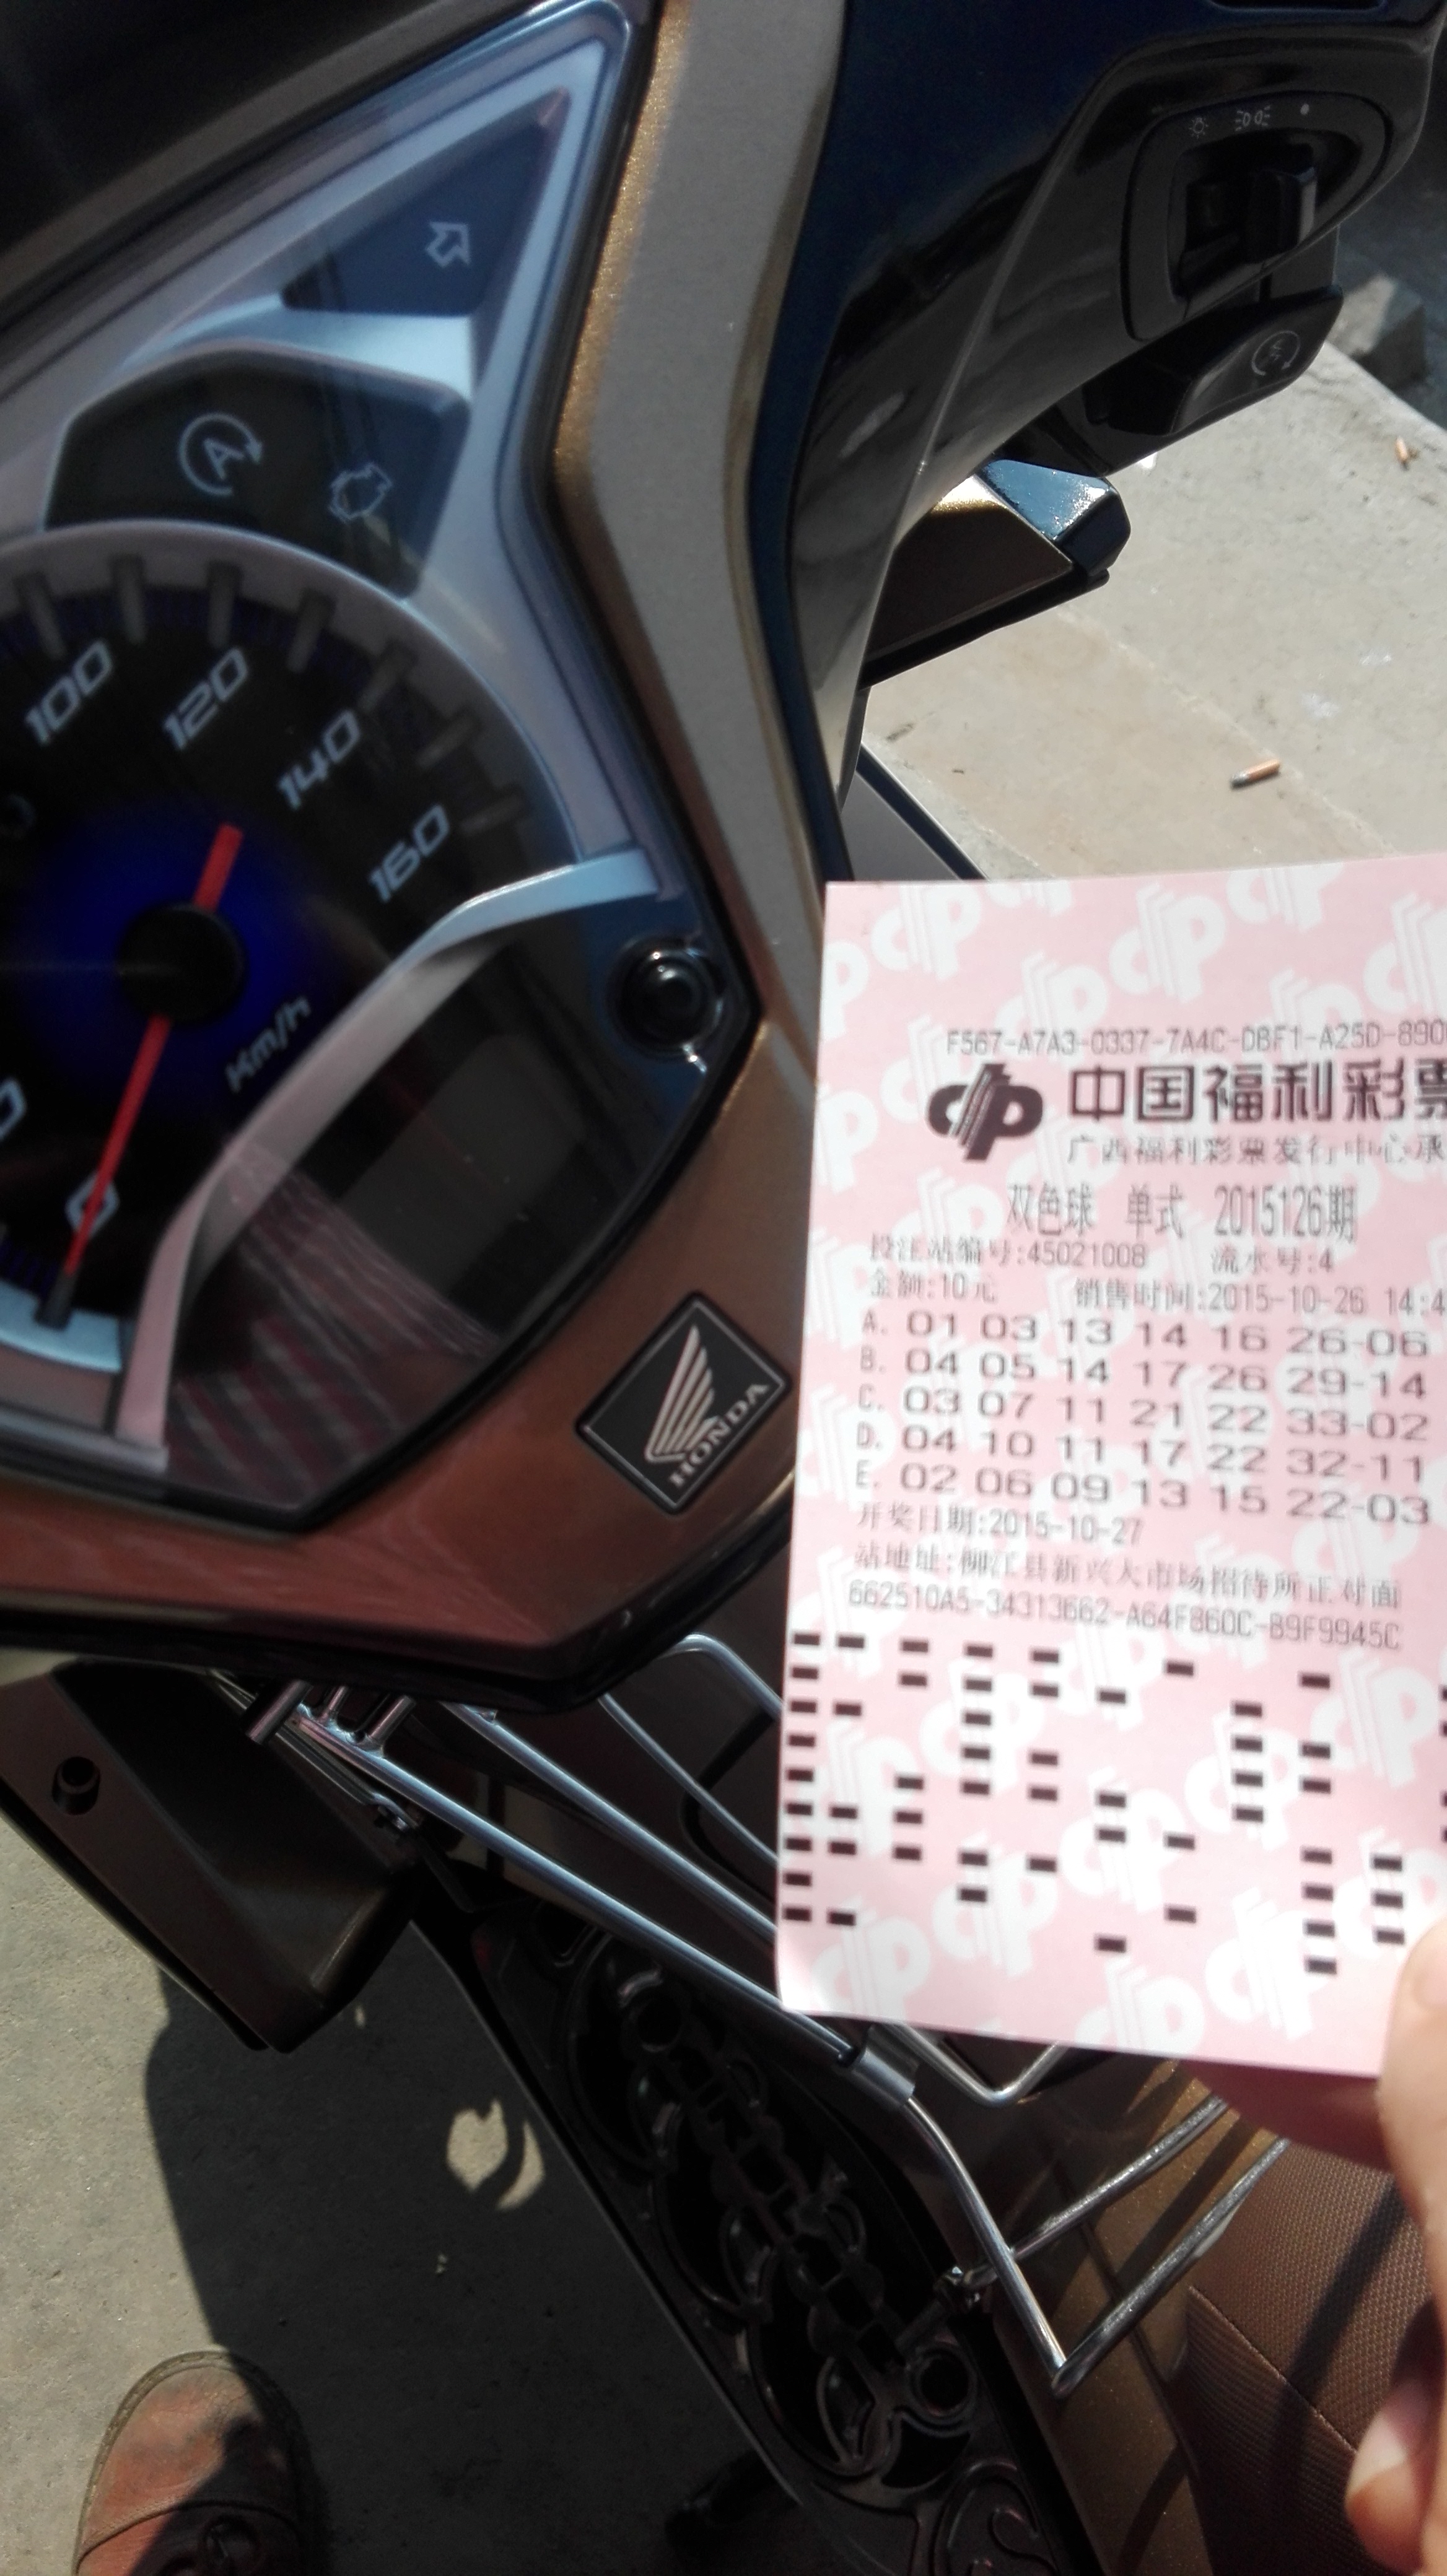 100
120
140
160
Km/h
0
HONDA
F567-A7A3-0337-7A4C-DBF1-A25D-890
中国福利彩票
广西福利彩票发行中心承
双色球 单式 2015126期
投注站编号:45021008 流水号:4
金额:10元 销售时间:2015-10-26 14:4
A. 01 03 13 14 16 26-06
B. 04 05 14 17 26 29-14
C. 03 07 11 21 22 33-02
D. 04 10 11 17 22 32-11
E. 02 06 09 13 15 22-03
开奖日期:2015-10-27
站地址:柳江县新兴大市场招待所正对面
662510A5-34313662-A64F860C-B9F9945C